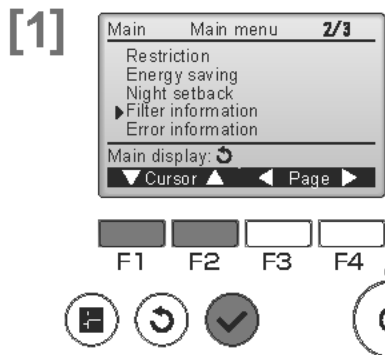 [1]
Main Main menu 2/3
Restriction
Energy saving
Night setback
Filter information
Error information
Main display:
Cursor Page
F1 F2 F3 F4